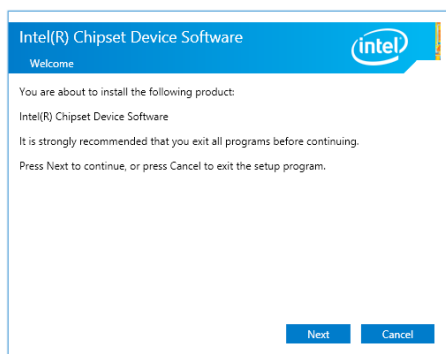 Intel(R) Chipset Device Software
intel
Welcome
You are about to install the following product:
Intel(R) Chipset Device Software
It is strongly recommended that you exit all programs before continuing.
Press Next to continue, or press Cancel to exit the setup program.
Next
Cancel